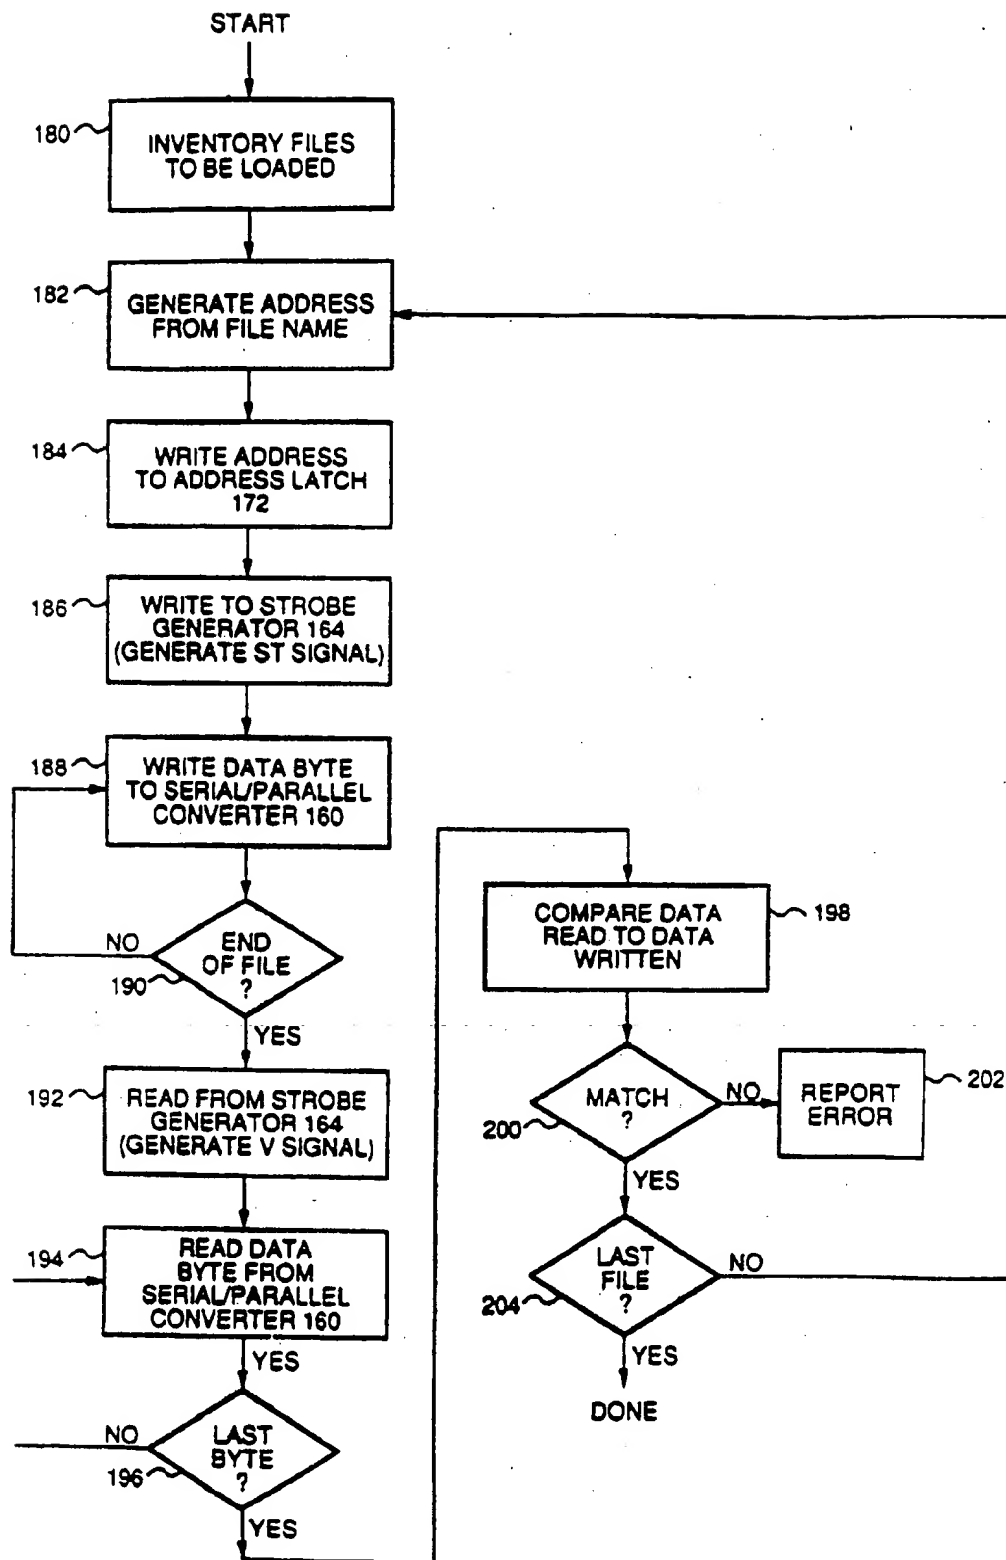 START
180
INVENTORY FILES
TO BE LOADED
182
GENERATE ADDRESS
FROM FILE NAME
184
WRITE ADDRESS
TO ADDRESS LATCH
172
186
WRITE TO STROBE
GENERATOR 164
(GENERATE ST SIGNAL)
188
WRITE DATA BYTE
TO SERIAL/PARALLEL
CONVERTER 160
NO
END
OF FILE
?
190
YES
192
READ FROM STROBE
GENERATOR 164
(GENERATE V SIGNAL)
194
READ DATA
BYTE FROM
SERIAL/PARALLEL
CONVERTER 160
YES
NO
LAST
BYTE
?
196
YES
COMPARE DATA
READ TO DATA
WRITTEN
198
MATCH
?
200
NO
REPORT
ERROR
202
YES
LAST
FILE
?
204
NO
YES
DONE